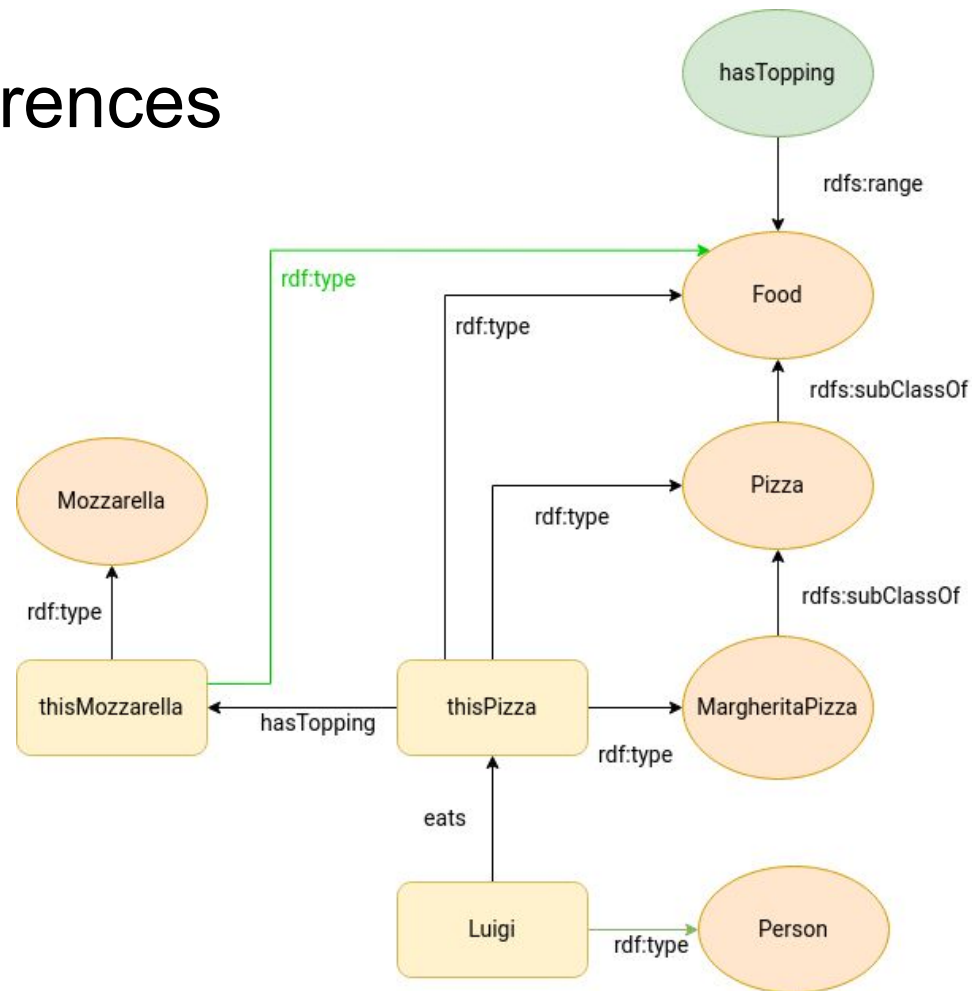 rences
hasTopping
rdfs:range
rdf:type
Food
rdf:type
rdfs:subClassOf
Mozzarella
Pizza
rdf:type
rdf:type
rdfs:subClassOf
thisMozzarella
hasTopping
thisPizza
MargheritaPizza
rdf:type
eats
Luigi
rdf:type
Person